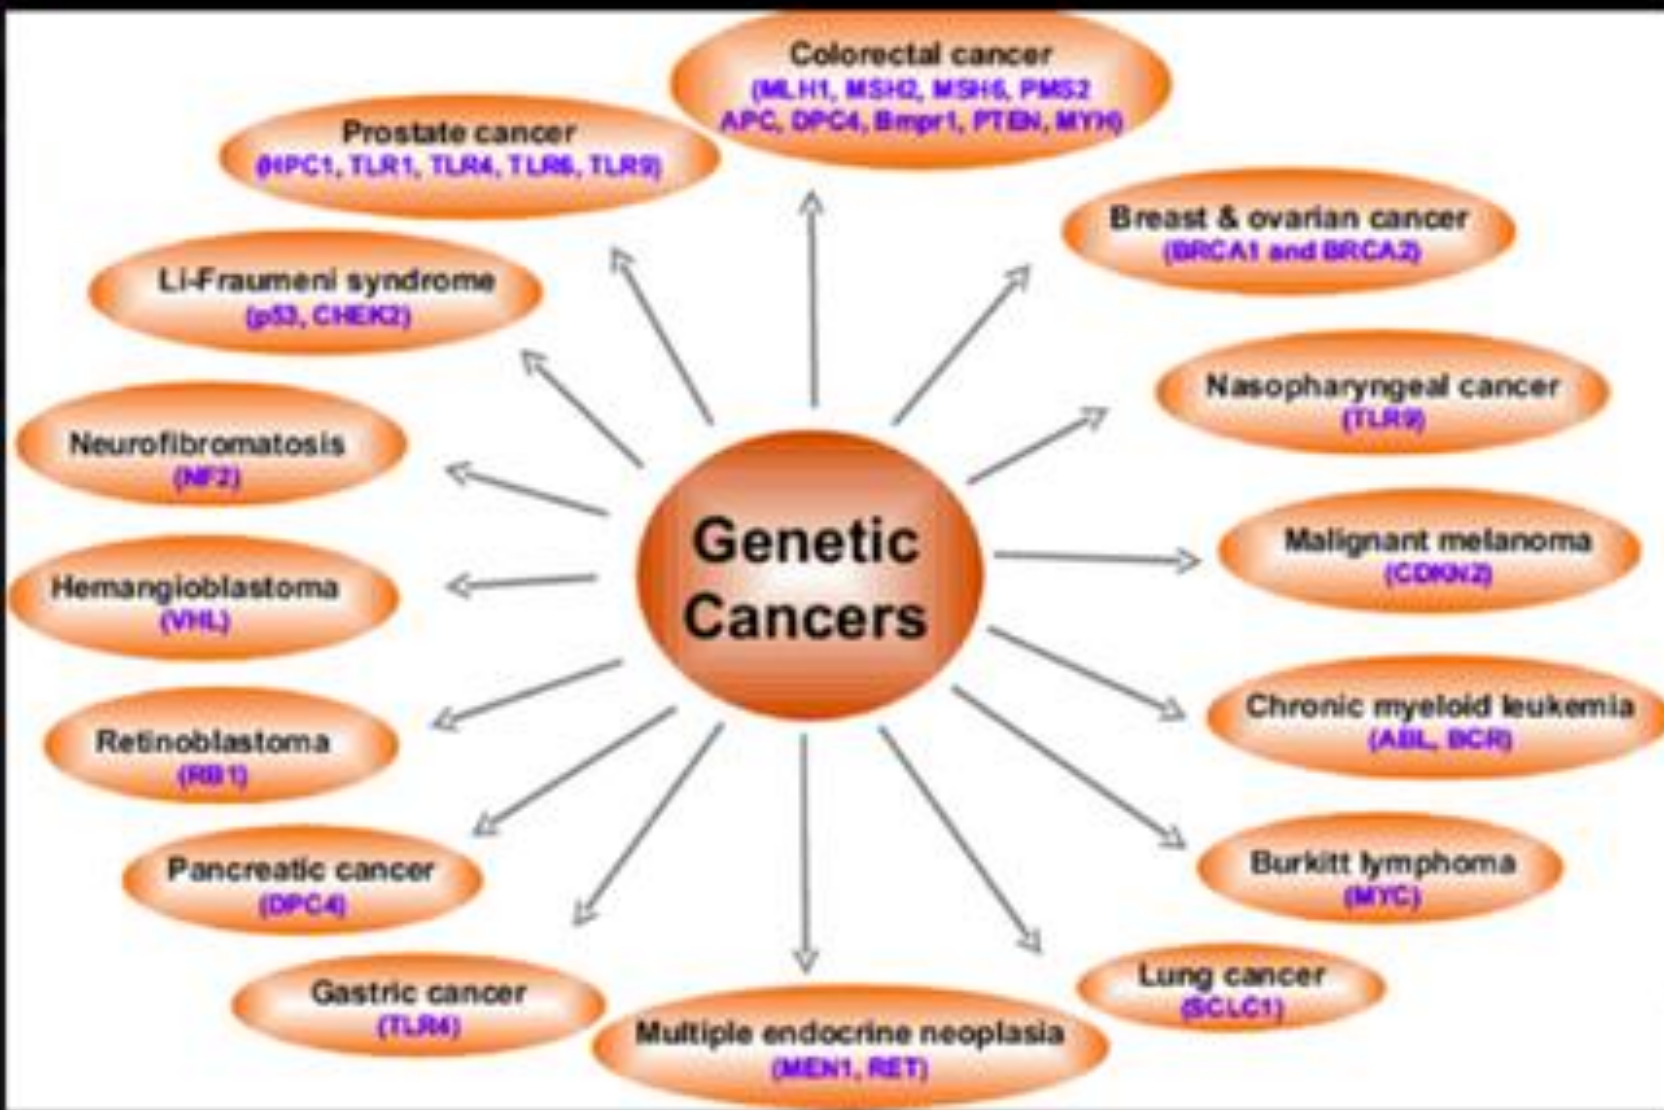 Colorectal cancer
(MLH1, MSH2, MSH6, PMS2
APC, DPC4, Bmpr1, PTEN, MYH)
Prostate cancer
(HPC1, TLR1, TLR4, TLR6, TLR9)
Breast & ovarian cancer
(BRCA1 and BRCA2)
Li-Fraumeni syndrome
(p53, CHEK2)
Nasopharyngeal cancer
(TLR9)
Neurofibromatosis
(NF2)
Genetic
Cancers
Malignant melanoma
(CDKN2)
Hemangioblastoma
(VHL)
Chronic myeloid leukemia
(ABL, BCR)
Retinoblastoma
(RB1)
Burkitt lymphoma
(MYC)
Pancreatic cancer
(DPC4)
Lung cancer
(SCLC1)
Gastric cancer
(TLR4)
Multiple endocrine neoplasia
(MEN1, RET)